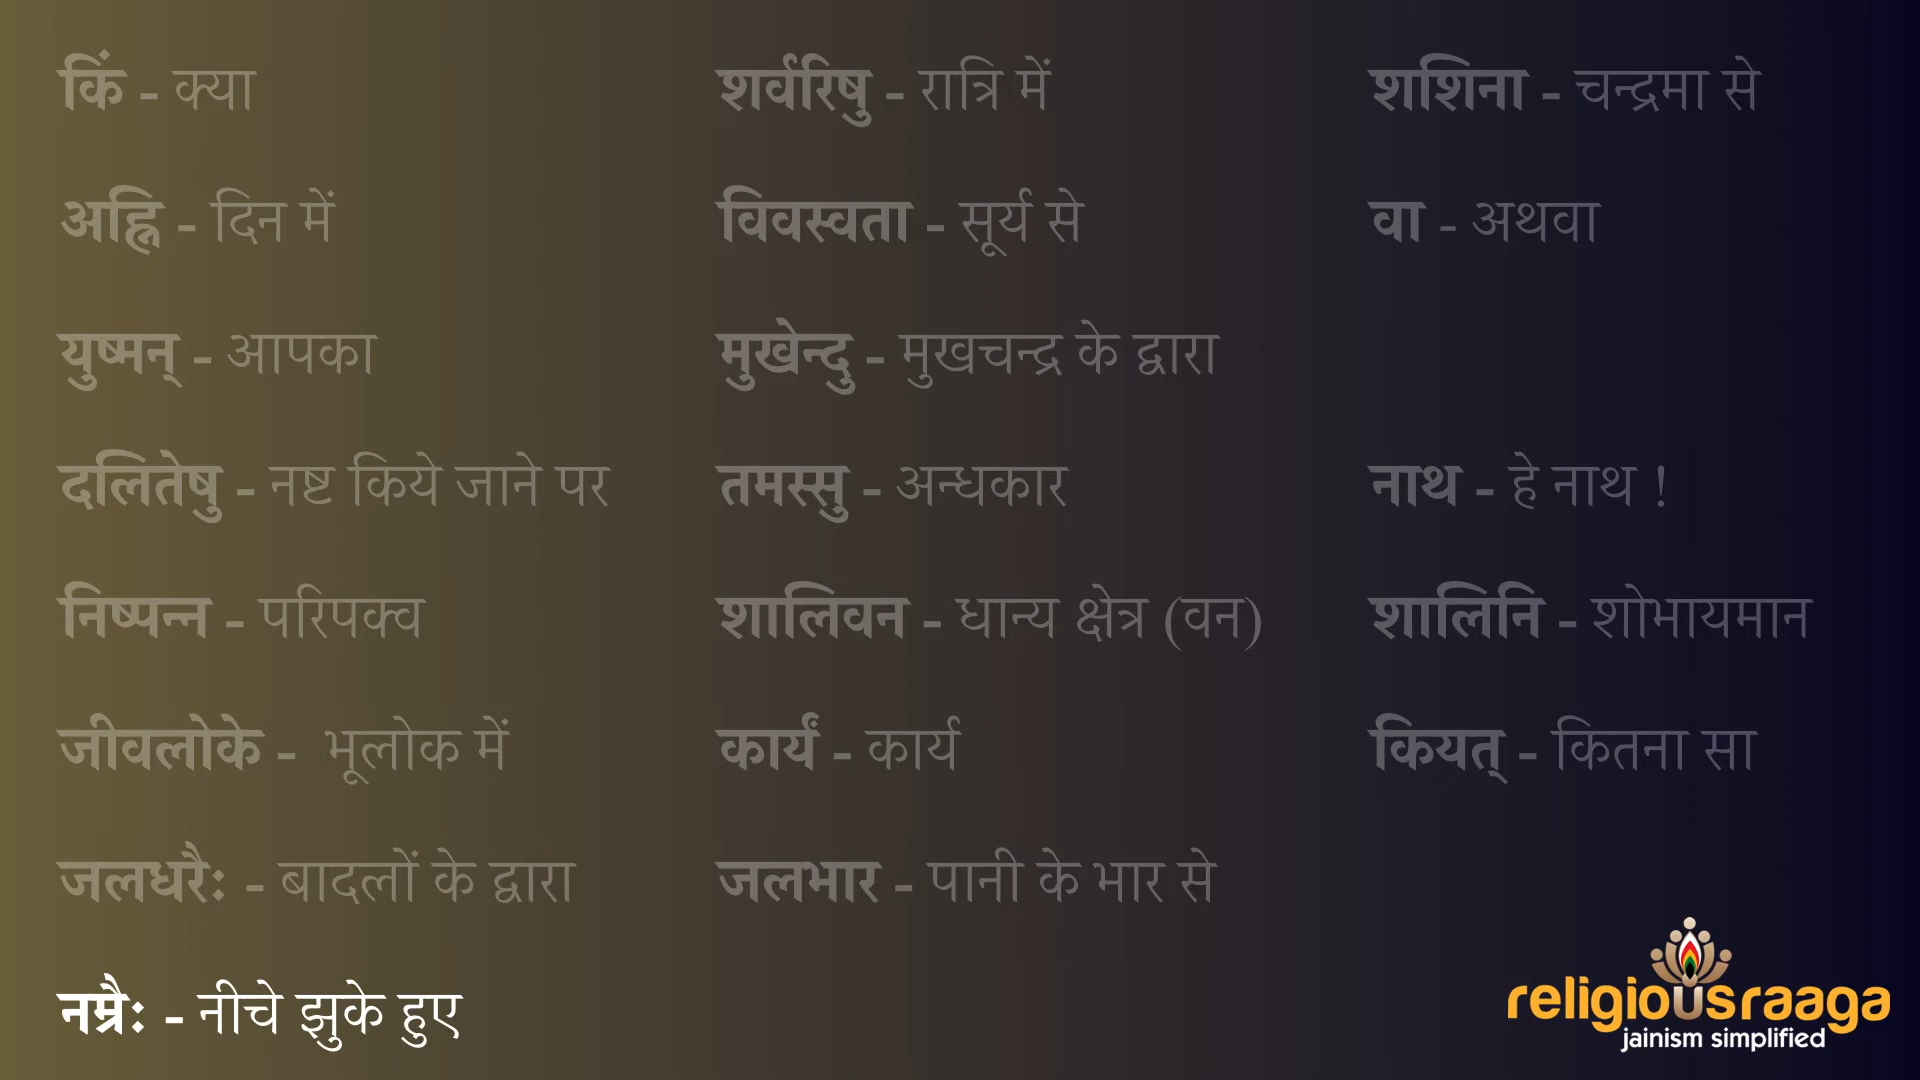 किं - क्या शर्वरिषु - रात्रि में शशिना - चन्द्रमा से
अह्नि - दिन में विवस्वता - सूर्य से वा - अथवा
युष्मन् - आपका मुखेन्दु - मुखचन्द्र के द्वारा
दलितेषु - नष्ट किये जाने पर तमस्सु - अन्धकार नाथ - हे नाथ !
निष्पन्न - परिपक्व शालिवन - धान्य क्षेत्र (वन) शालिनि - शोभायमान
जीवलोके - भूलोक में कार्यं - कार्य कियत् - कितना सा
जलधरैः - बादलों के द्वारा जलभार - पानी के भार से
नम्रैः - नीचे झुके हुए
religiousraaga
jainism simplified